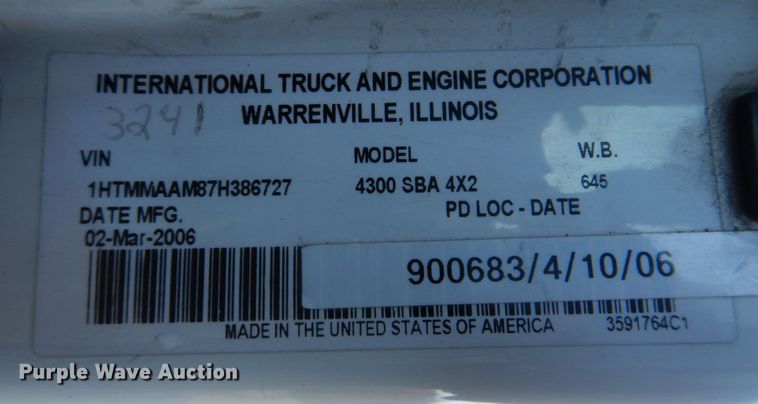 INTERNATIONAL TRUCK AND ENGINE CORPORATION
3241 WARRENVILLE, ILLINOIS
VIN MODEL W.B.
1HTMMAAM87H386727 4300 SBA 4X2 645
DATE MFG. PD LOC - DATE
02-Mar-2006
900683/4/10/06
MADE IN THE UNITED STATES OF AMERICA 3591764C1
Purple Wave Auction